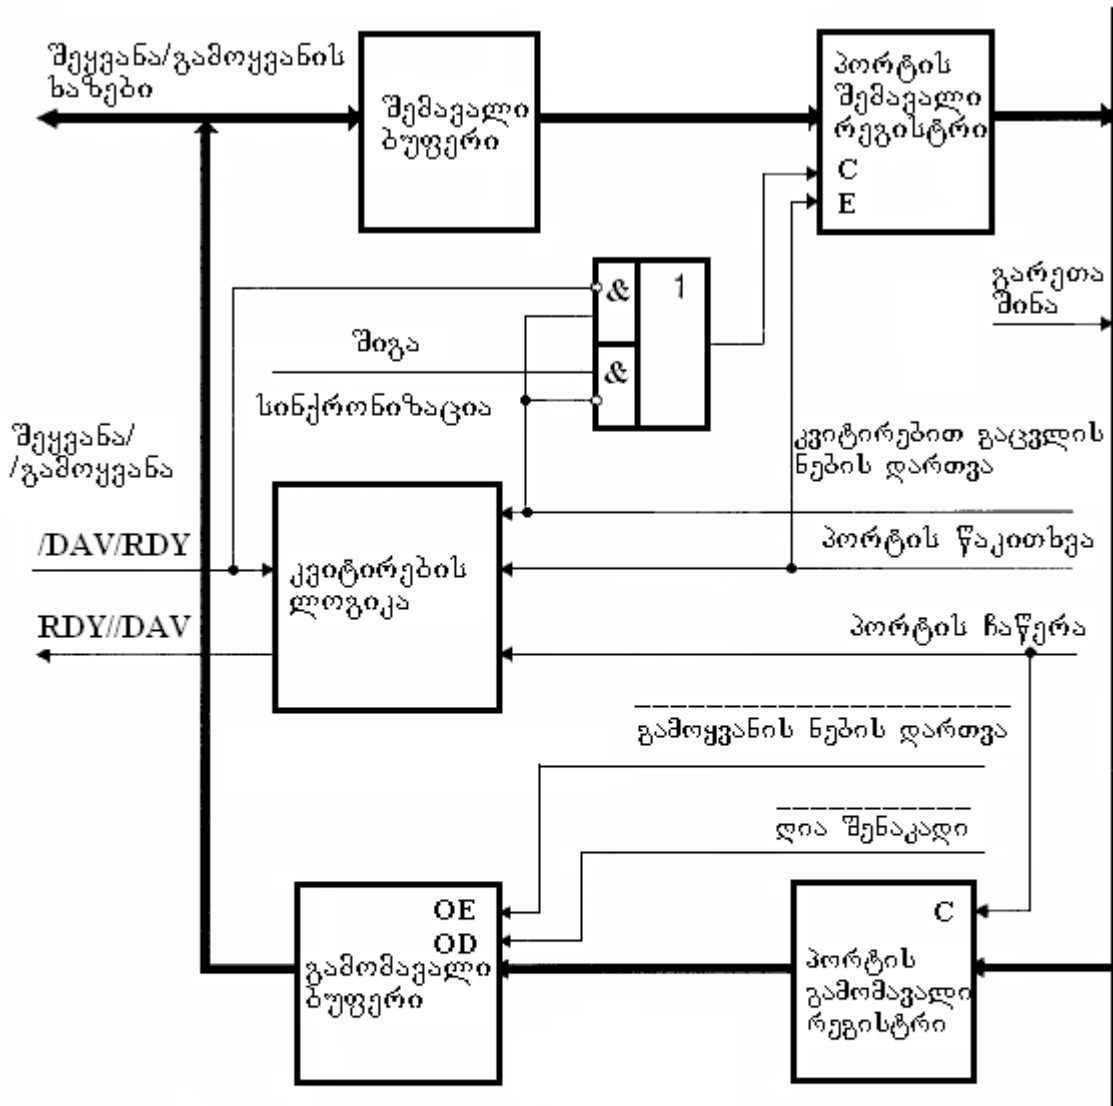 შეყვანა/გამოყვანის
ხაზები
შემავალი
ბუფერი
პორტის
შემავალი
რეგისტრი
C
E
&
1
&
გარეთა
შინა
შიგა
სინქრონიზაცია
შეყვანა/
/გამოყვანა
კვიტირებით გაცვლის
ნების დართვა
/DAV/RDY
პორტის წაკითხვა
კვიტირების
ლოგიკა
RDY//DAV
პორტის ჩაწერა
გამოყვანის ნების დართვა
ღია შენაკადი
OE
OD
გამომავალი
ბუფერი
C
პორტის
გამომავალი
რეგისტრი